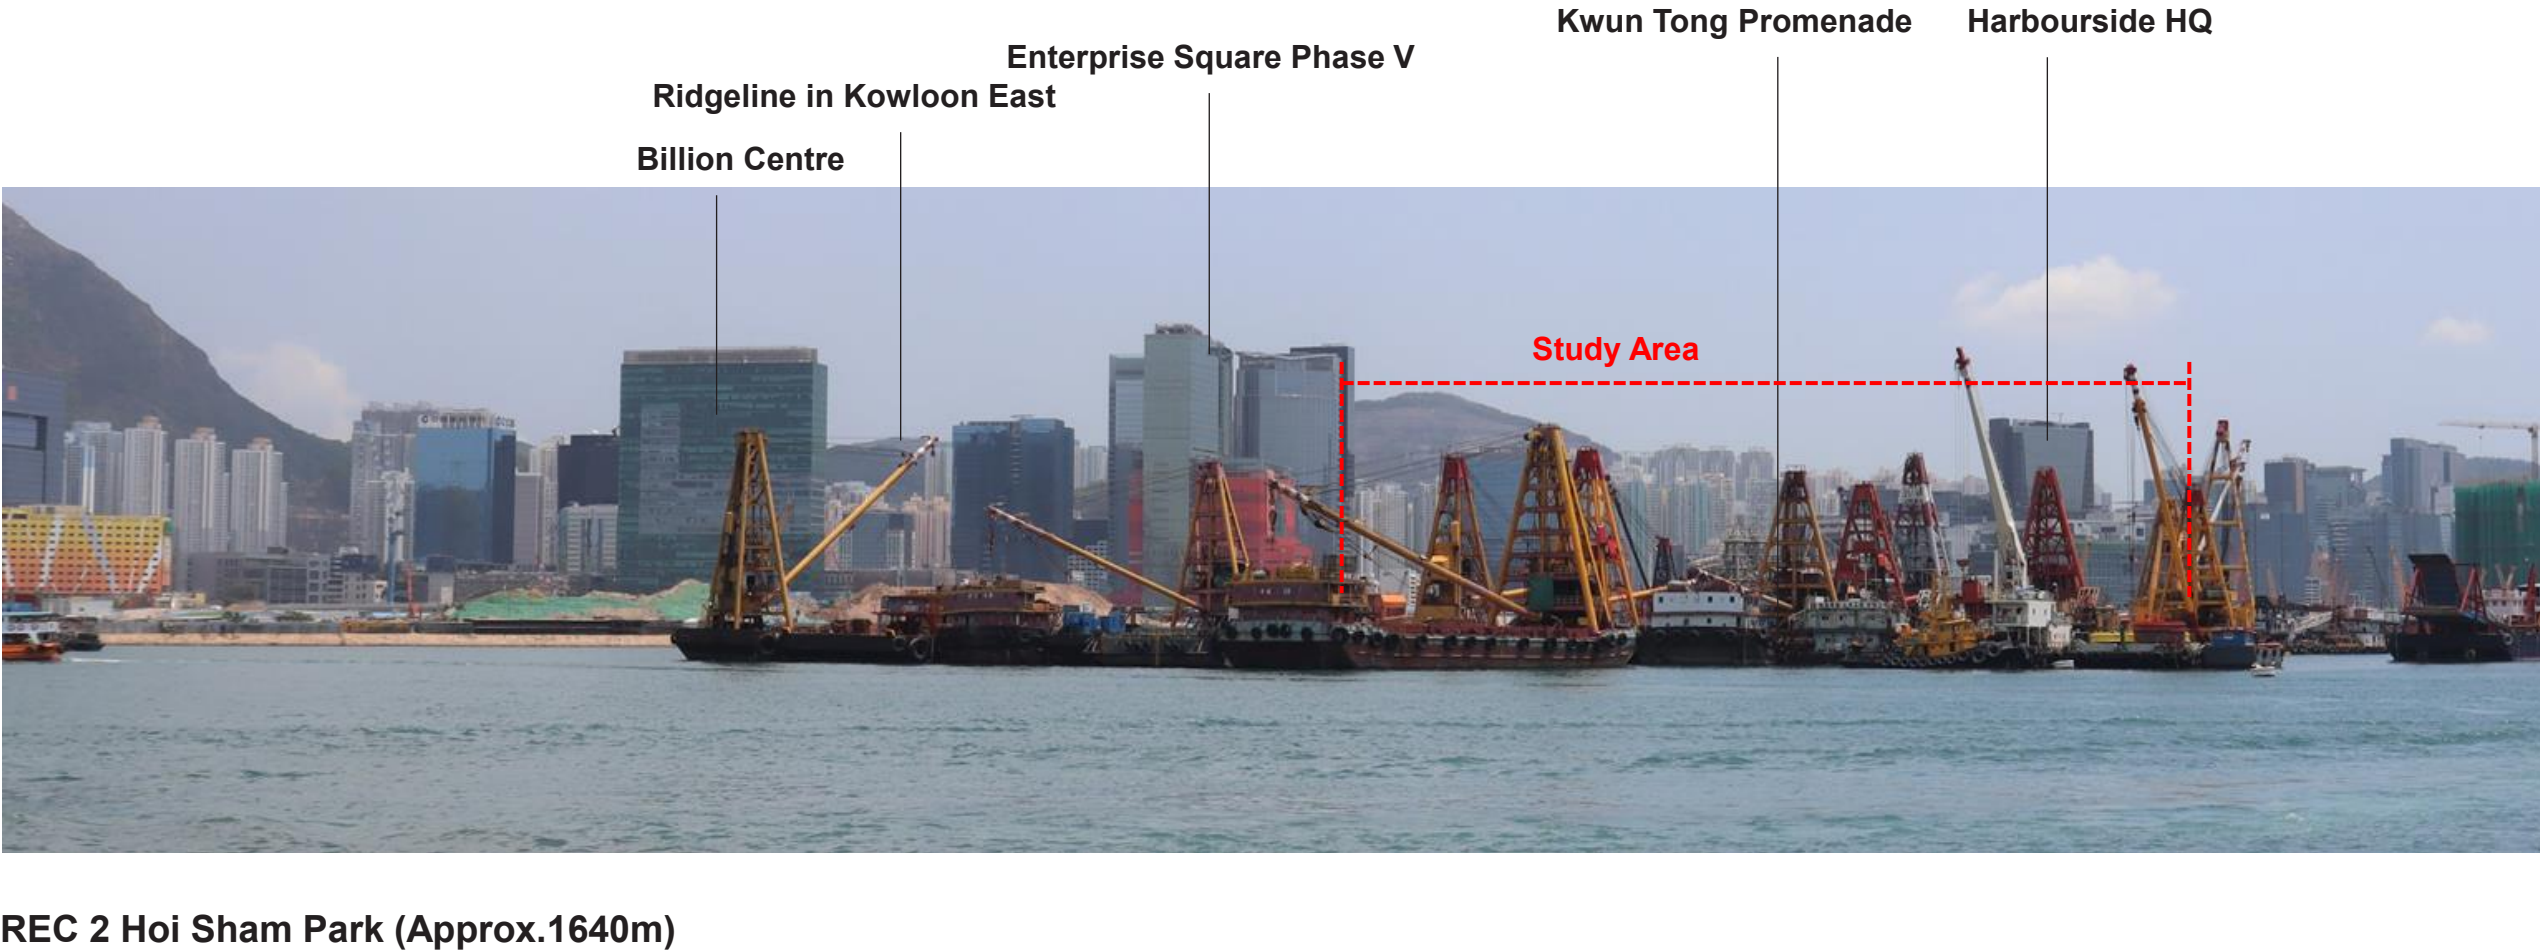 Kwun Tong Promenade
Harbourside HQ
Enterprise Square Phase V
Ridgeline in Kowloon East
Billion Centre
Study Area
REC 2 Hoi Sham Park (Approx.1640m)